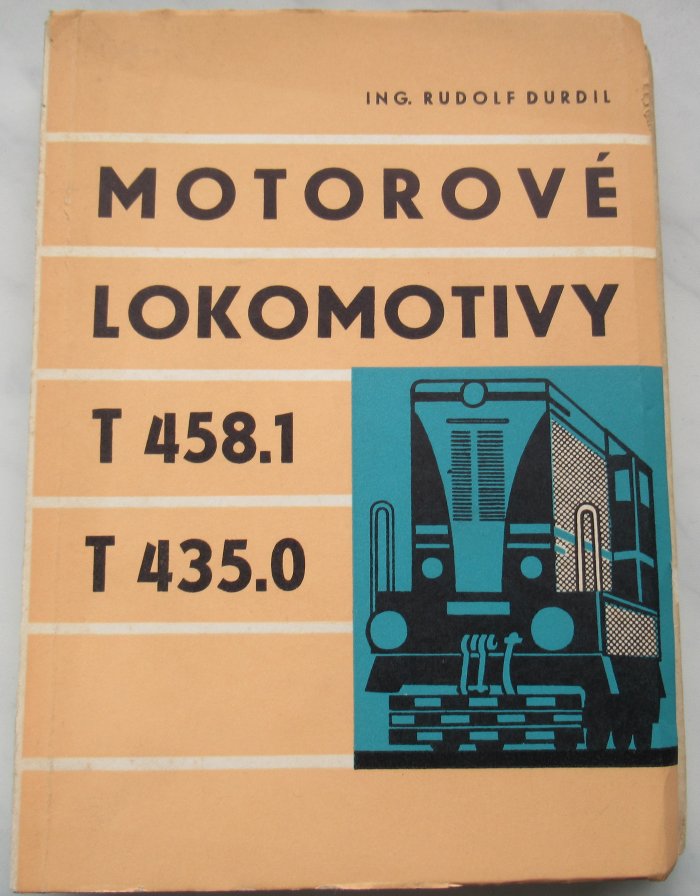 ING. RUDOLF DURDIL
MOTOROVÉ
LOKOMOTIVY
T 458.1
T 435.0